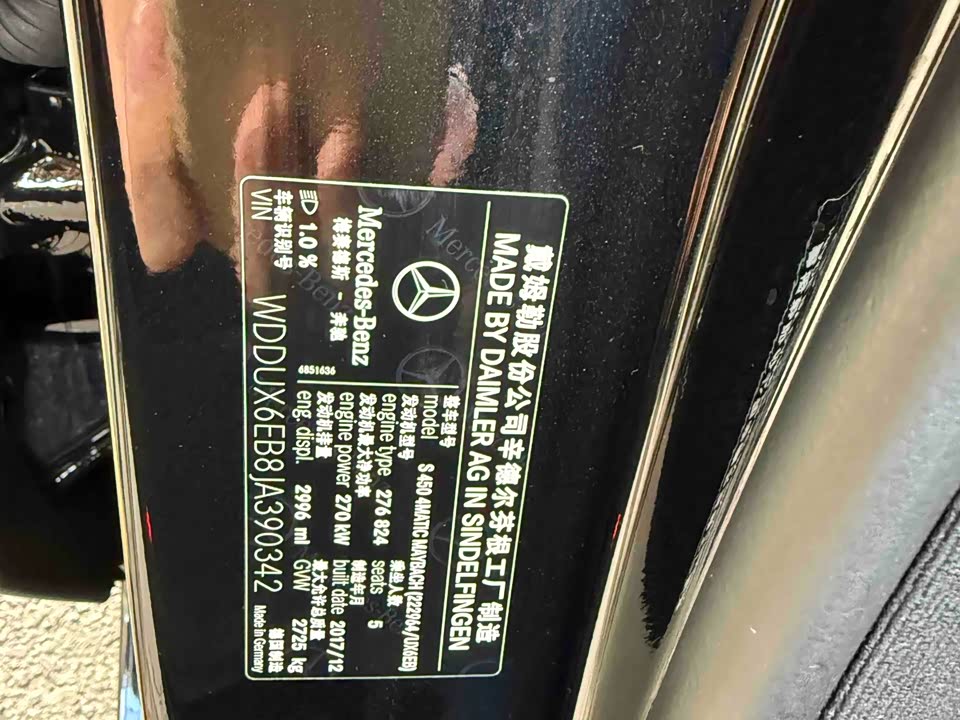 戴姆勒股份公司辛德尔芬根工厂制造
MADE BY DAIMLER AG IN SINDELFINGEN
Mercedes-Benz
梅赛德斯 - 奔驰
1.0 %
6851636
整车型号
model S 450 4MATIC MAYBACH (222064/UX6EB)
发动机型号 乘坐人数
engine type 276 824 seats 5
发动机最大净功率 制造年月
engine power 270 kW built date 2017/12
发动机排量 最大允许总质量
eng. displ. 2996 ml GVW 2725 kg
车辆识别号 德国制造
VIN WDDUX6EB8JA390342 Made In Germany